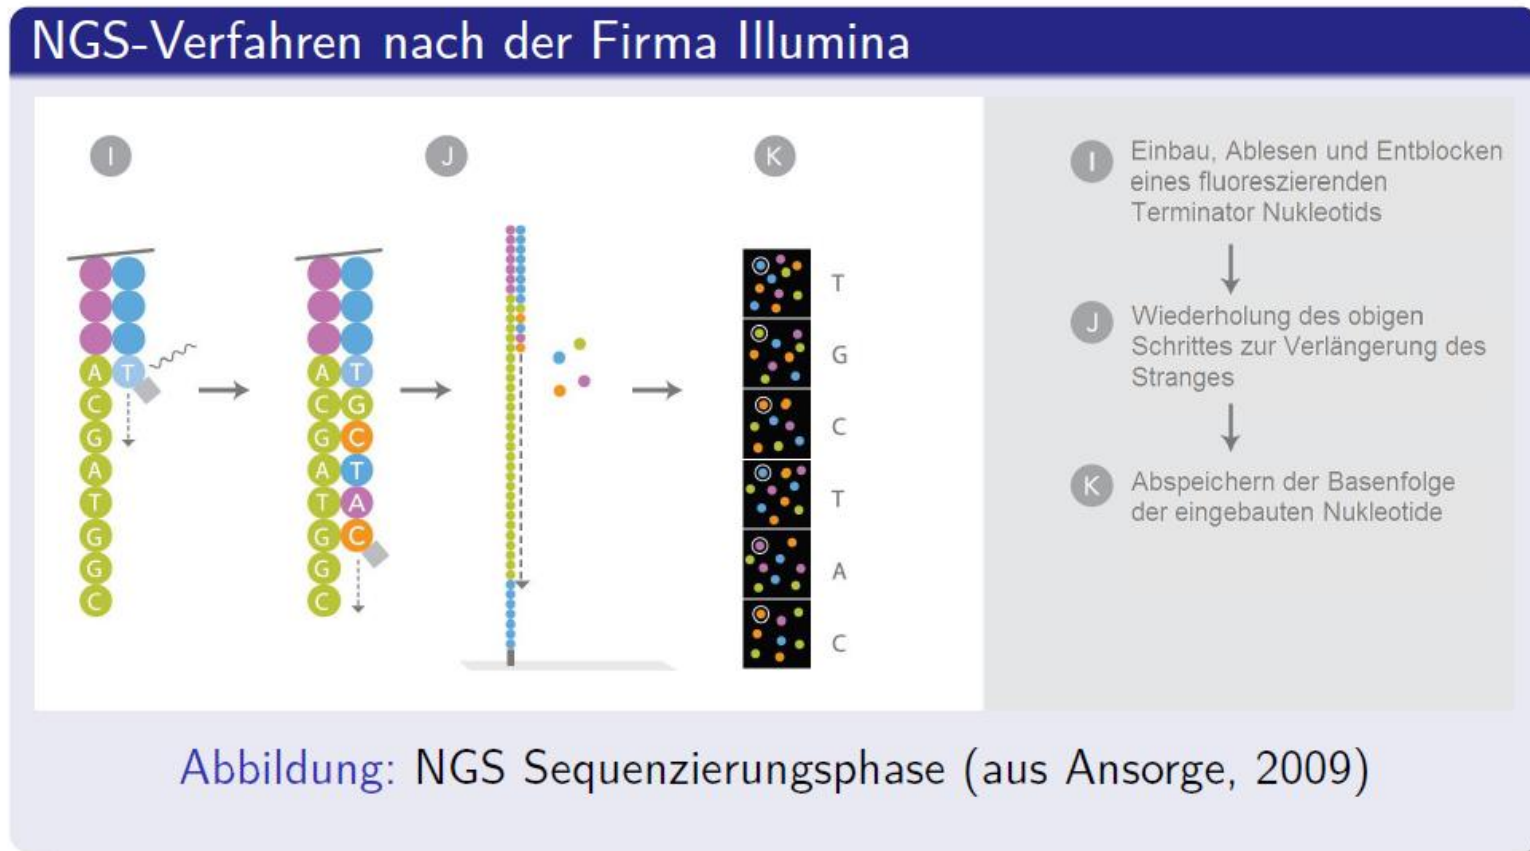 NGS-Verfahren nach der Firma Illumina
I
J
K
A T
C
G
A
T
G
G
C
A T
C G
G C
A T
T A
G C
G
C
T
G
C
T
A
C
I
Einbau, Ablesen und Entblocken
eines fluoreszierenden
Terminator Nukleotids
J
Wiederholung des obigen
Schrittes zur Verlängerung des
Stranges
K
Abspeichern der Basenfolge
der eingebauten Nukleotide
Abbildung: NGS Sequenzierungsphase (aus Ansorge, 2009)